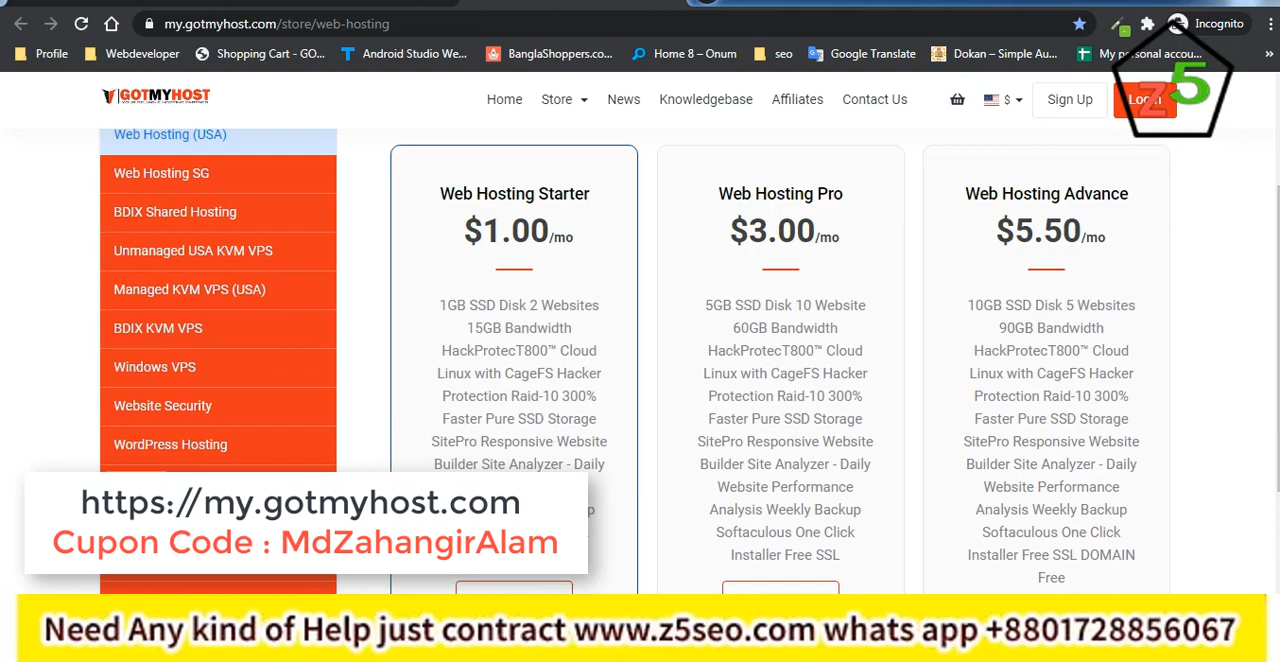 my.gotmyhost.com/store/web-hosting
Incognito
Profile
Webdeveloper
Shopping Cart - GO...
Android Studio We...
BanglaShoppers.co...
Home 8 – Onum
seo
Google Translate
Dokan – Simple Au...
My personal accou...
GOTMYHOST
Home
Store
News
Knowledgebase
Affiliates
Contact Us
$
Sign Up
z5
Web Hosting (USA)
Web Hosting SG
BDIX Shared Hosting
Unmanaged USA KVM VPS
Managed KVM VPS (USA)
BDIX KVM VPS
Windows VPS
Website Security
WordPress Hosting
Web Hosting Starter
$1.00/mo
1GB SSD Disk 2 Websites
15GB Bandwidth
HackProtecT800™ Cloud
Linux with CageFS Hacker
Protection Raid-10 300%
Faster Pure SSD Storage
SitePro Responsive Website
Builder Site Analyzer - Daily
Web Hosting Pro
$3.00/mo
5GB SSD Disk 10 Website
60GB Bandwidth
HackProtecT800™ Cloud
Linux with CageFS Hacker
Protection Raid-10 300%
Faster Pure SSD Storage
SitePro Responsive Website
Builder Site Analyzer - Daily
Website Performance
Analysis Weekly Backup
Softaculous One Click
Installer Free SSL
Web Hosting Advance
$5.50/mo
10GB SSD Disk 5 Websites
90GB Bandwidth
HackProtecT800™ Cloud
Linux with CageFS Hacker
Protection Raid-10 300%
Faster Pure SSD Storage
SitePro Responsive Website
Builder Site Analyzer - Daily
Website Performance
Analysis Weekly Backup
Softaculous One Click
Installer Free SSL DOMAIN
Free
https://my.gotmyhost.com
Cupon Code : MdZahangirAlam
Need Any kind of Help just contract www.z5seo.com whats app +8801728856067